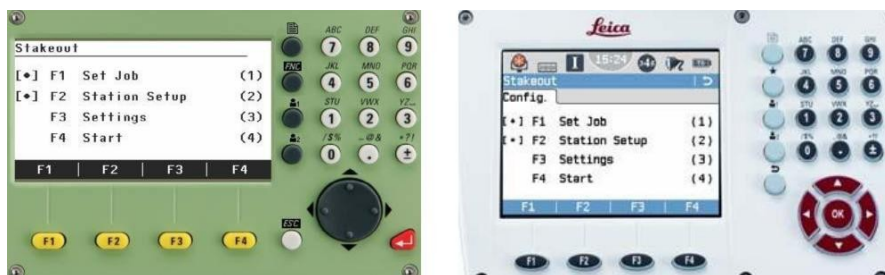 Stakeout
[•] F1 Set Job (1)
[•] F2 Station Setup (2)
F3 Settings (3)
F4 Start (4)
F1 | F2 | F3 | F4
F1 F2 F3 F4
ABC DEF GHI
7 8 9
FNC JKL MNO PQR
4 5 6
STU VWX YZ
1 2 3
/$% _@& *?!
0 . ±
ESC
Leica
I 15:24
Stakeout
Config.
[•] F1 Set Job (1)
[•] F2 Station Setup (2)
F3 Settings (3)
F4 Start (4)
F1 | F2 | F3 | F4
F1 F2 F3 F4
ABC DEF GHI
7 8 9
JKL MNO PQR
4 5 6
STU VWX YZ
1 2 3
/$% _@& *?!
0 . ±
OK